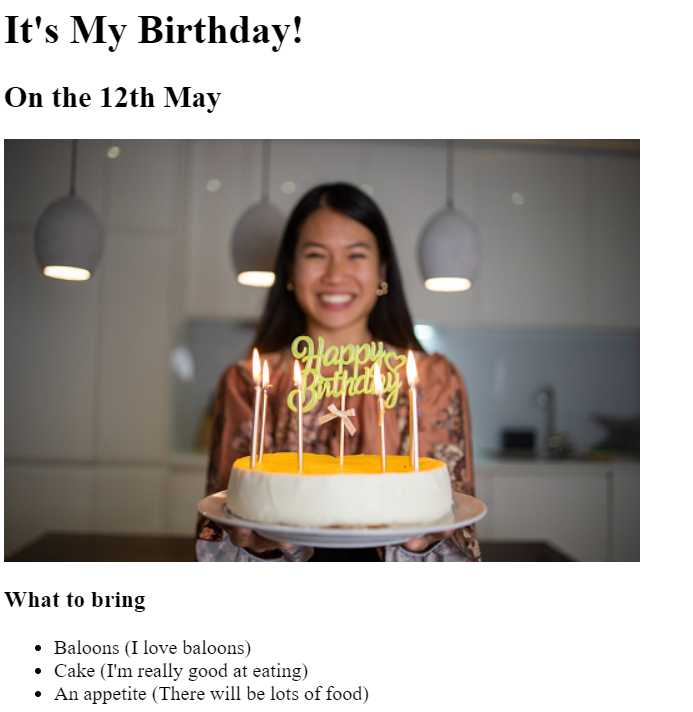 It's My Birthday!
On the 12th May
Happy
Birthday
What to bring
Baloons (I love baloons)
Cake (I'm really good at eating)
An appetite (There will be lots of food)